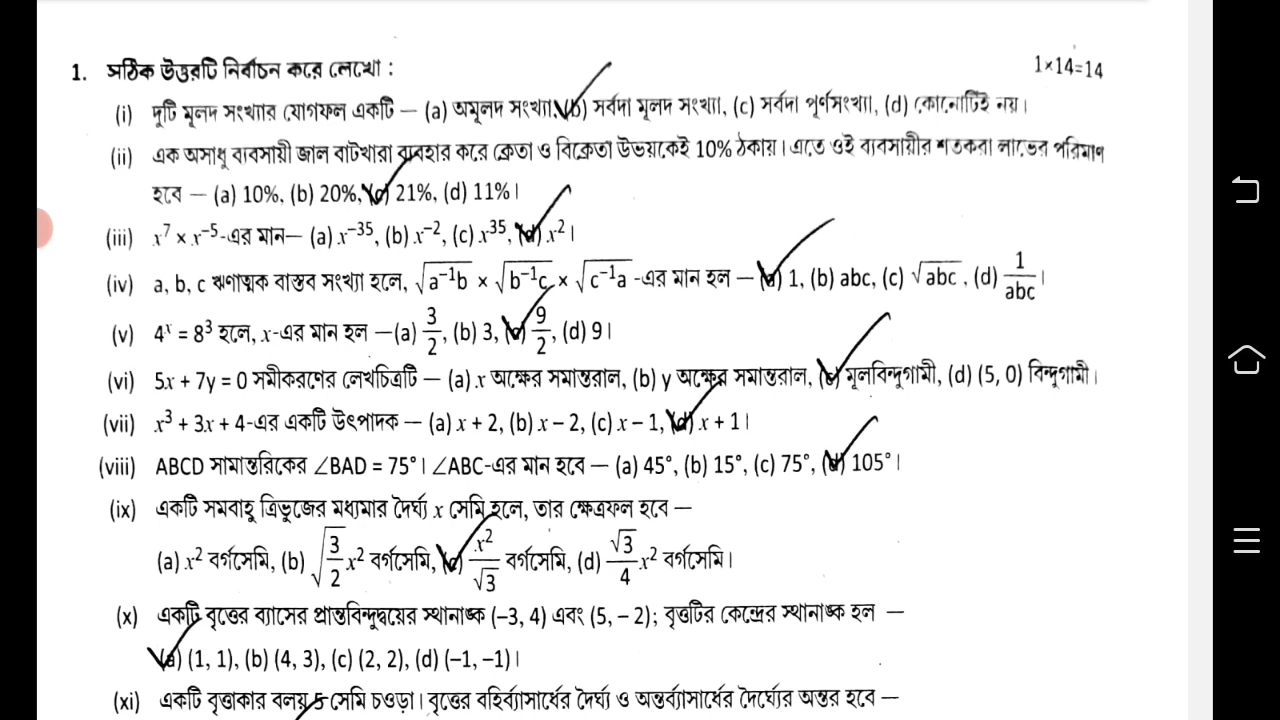 1. সঠিক উত্তরটি নির্বাচন করে লেখো : 1×14=14
(i) দুটি মূলদ সংখ্যার যোগফল একটি — (a) অমূলদ সংখ্যা, (b) সর্বদা মূলদ সংখ্যা, (c) সর্বদা পূর্ণসংখ্যা, (d) কোনোটিই নয়।
(ii) এক অসাধু ব্যবসায়ী জাল বাটখারা ব্যবহার করে ক্রেতা ও বিক্রেতা উভয়কেই 10% ঠকায়। এতে ওই ব্যবসায়ীর শতকরা লাভের পরিমাণ
হবে — (a) 10%, (b) 20%, (c) 21%, (d) 11%।
(iii) x⁷ × x⁻⁵-এর মান— (a) x⁻³⁵, (b) x⁻², (c) x³⁵, (d) x²।
(iv) a, b, c ঋণাত্মক বাস্তব সংখ্যা হলে, √(a⁻¹b) × √(b⁻¹c) × √(c⁻¹a) -এর মান হল — (a) 1, (b) abc, (c) √abc, (d) 1/abc।
(v) 4ˣ = 8³ হলে, x-এর মান হল —(a) 3/2, (b) 3, (c) 9/2, (d) 9।
(vi) 5x + 7y = 0 সমীকরণের লেখচিত্রটি — (a) x অক্ষের সমান্তরাল, (b) y অক্ষের সমান্তরাল, (c) মূলবিন্দুগামী, (d) (5, 0) বিন্দুগামী।
(vii) x³ + 3x + 4-এর একটি উৎপাদক — (a) x + 2, (b) x − 2, (c) x − 1, (d) x + 1।
(viii) ABCD সামান্তরিকের ∠BAD = 75°। ∠ABC-এর মান হবে — (a) 45°, (b) 15°, (c) 75°, (d) 105°।
(ix) একটি সমবাহু ত্রিভুজের মধ্যমার দৈর্ঘ্য x সেমি হলে, তার ক্ষেত্রফল হবে —
(a) x² বর্গসেমি, (b) √(3/2) x² বর্গসেমি, (c) x²/√3 বর্গসেমি, (d) √3/4 x² বর্গসেমি।
(x) একটি বৃত্তের ব্যাসের প্রান্তবিন্দুদ্বয়ের স্থানাঙ্ক (−3, 4) এবং (5, − 2); বৃত্তটির কেন্দ্রের স্থানাঙ্ক হল —
(a) (1, 1), (b) (4, 3), (c) (2, 2), (d) (−1, −1)।
(xi) একটি বৃত্তাকার বলয় 5 সেমি চওড়া। বৃত্তের বহির্ব্যাসার্ধের দৈর্ঘ্য ও অন্তর্ব্যাসার্ধের দৈর্ঘ্যের অন্তর হবে —